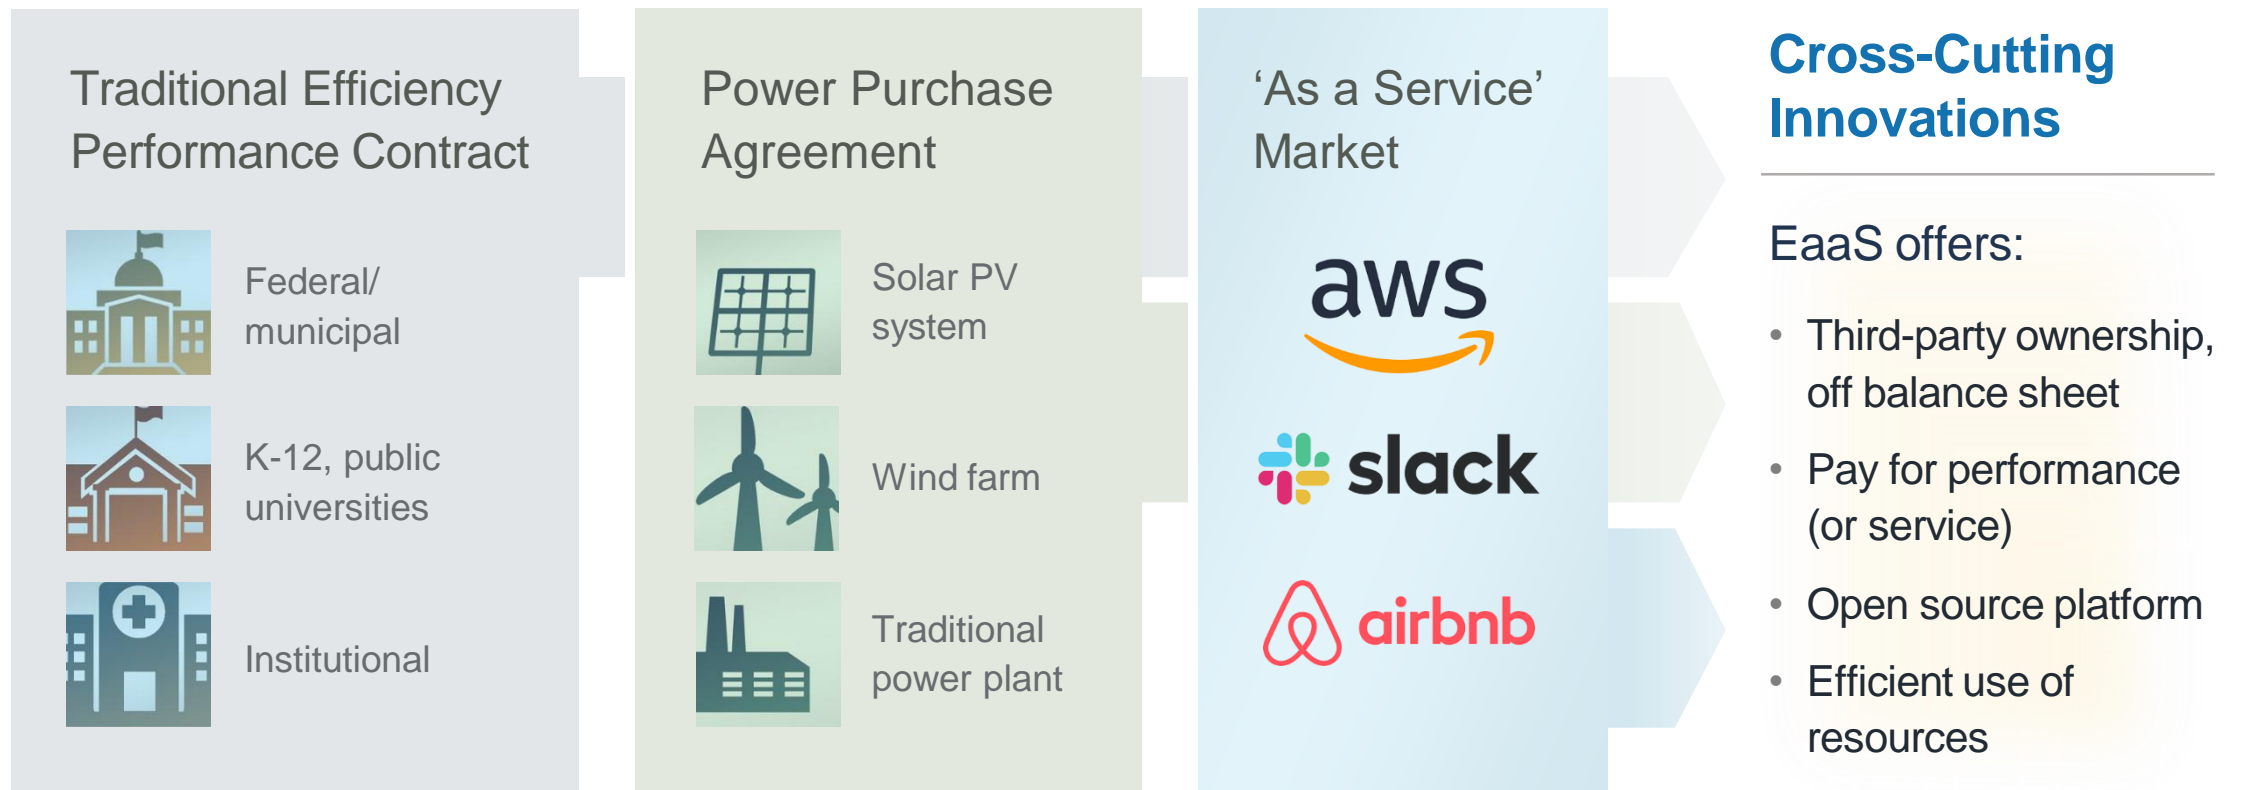 Traditional Efficiency
Performance Contract
Federal/
municipal
K-12, public
universities
Institutional
Power Purchase
Agreement
Solar PV
system
Wind farm
Traditional
power plant
‘As a Service’
Market
aws
slack
airbnb
Cross-Cutting
Innovations
EaaS offers:
• Third-party ownership,
off balance sheet
• Pay for performance
(or service)
• Open source platform
• Efficient use of
resources